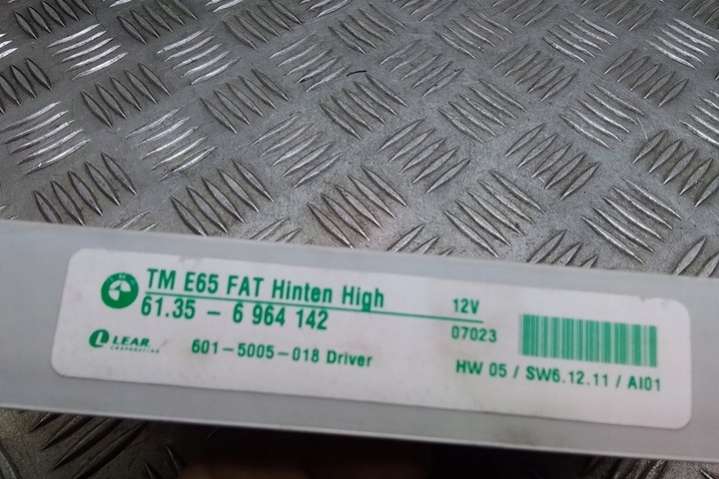 TM E65 FAT Hinten High
61.35 - 6 964 142
12V
07023
LEAR
CORPORATION
601-5005-018 Driver
HW 05 / SW6.12.11 / AI01